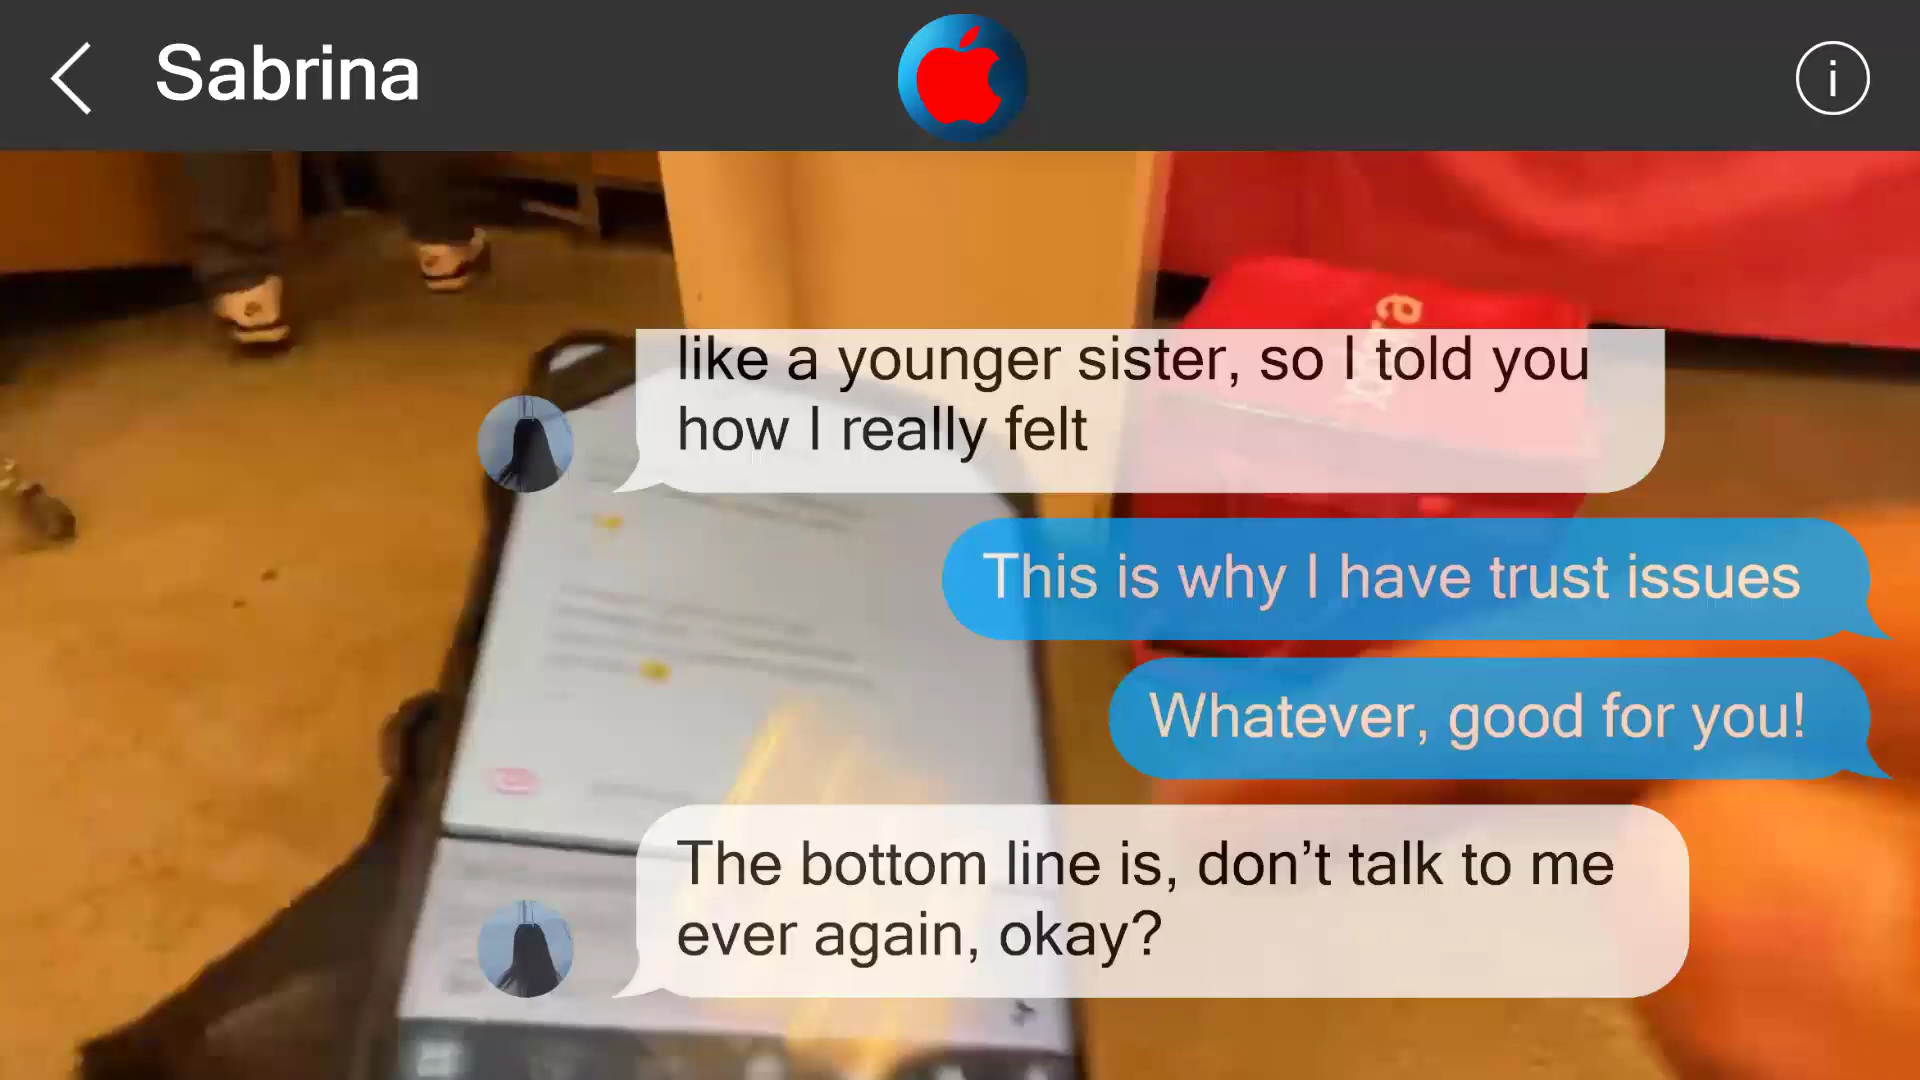 Sabrina
like a younger sister, so I told you
how I really felt
This is why I have trust issues
Whatever, good for you!
The bottom line is, don’t talk to me
ever again, okay?